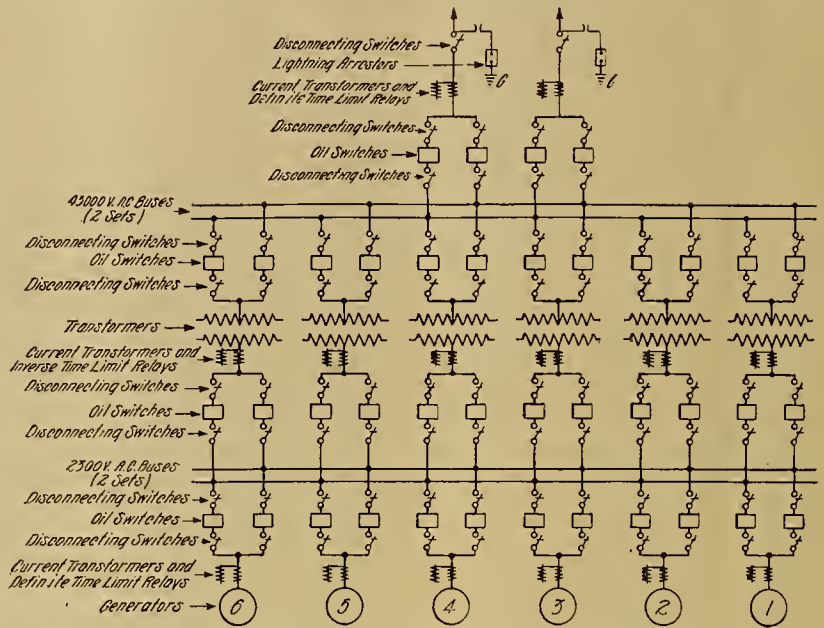 Disconnecting Switches
Lightning Arresters
G
G
Current Transformers and
Definite Time Limit Relays
Disconnecting Switches
Oil Switches
Disconnecting Switches
45000 V. A.C. Buses
(2 Sets)
Disconnecting Switches
Oil Switches
Disconnecting Switches
Transformers
Current Transformers and
Inverse Time Limit Relays
Disconnecting Switches
Oil Switches
Disconnecting Switches
2300 V. A.C. Buses
(2 Sets)
Disconnecting Switches
Oil Switches
Disconnecting Switches
Current Transformers and
Definite Time Limit Relays
Generators
6 5 4 3 2 1